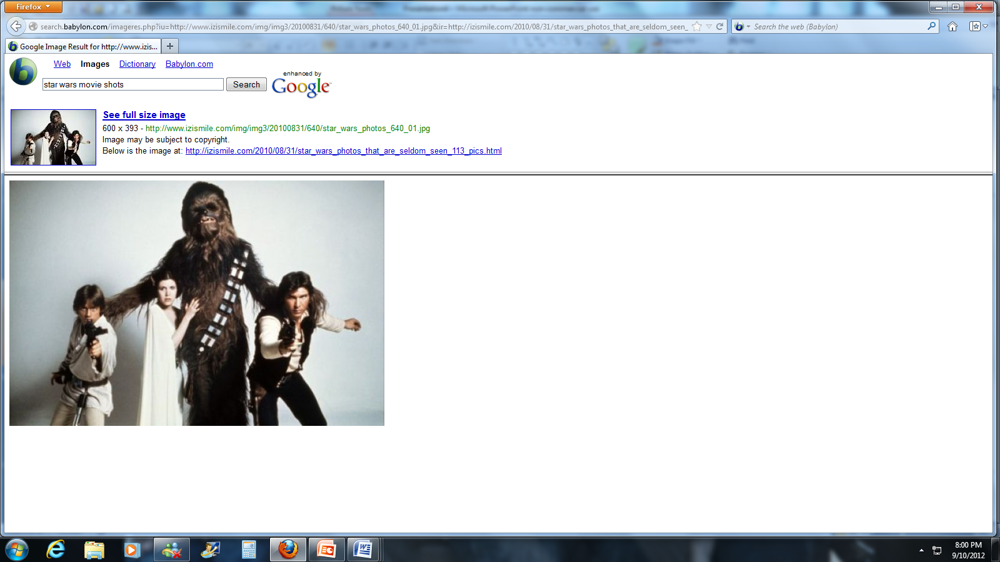 Firefox
search.babylon.com/imageres.php?iu=http://www.izismile.com/img/img3/20100831/640/star_wars_photos_640_01.jpg&ir=http://izismile.com/2010/08/31/star_wars_photos_that_are_seldom_seen_
Search the web (Babylon)
Google Image Result for http://www.izis...
Web Images Dictionary Babylon.com
star wars movie shots
Search
enhanced by
Google
See full size image
600 x 393 - http://www.izismile.com/img/img3/20100831/640/star_wars_photos_640_01.jpg
Image may be subject to copyright.
Below is the image at: http://izismile.com/2010/08/31/star_wars_photos_that_are_seldom_seen_113_pics.html
8:00 PM
9/10/2012